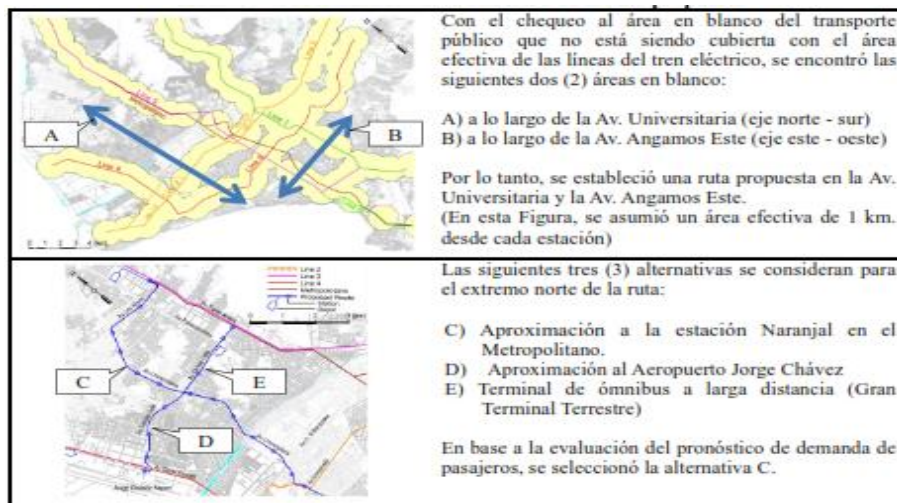 Con el chequeo al área en blanco del transporte
público que no está siendo cubierta con el área
efectiva de las líneas del tren eléctrico, se encontró las
siguientes dos (2) áreas en blanco:
A) a lo largo de la Av. Universitaria (eje norte - sur)
B) a lo largo de la Av. Angamos Este (eje este - oeste)
Por lo tanto, se estableció una ruta propuesta en la Av.
Universitaria y la Av. Angamos Este.
(En esta Figura, se asumió un área efectiva de 1 km.
desde cada estación)
A
B
Las siguientes tres (3) alternativas se consideran para
el extremo norte de la ruta:
C) Aproximación a la estación Naranjal en el
Metropolitano.
D) Aproximación al Aeropuerto Jorge Chávez
E) Terminal de ómnibus a larga distancia (Gran
Terminal Terrestre)
En base a la evaluación del pronóstico de demanda de
pasajeros, se seleccionó la alternativa C.
Line 2
Line 3
Line 4
Metropolitano
C
E
D